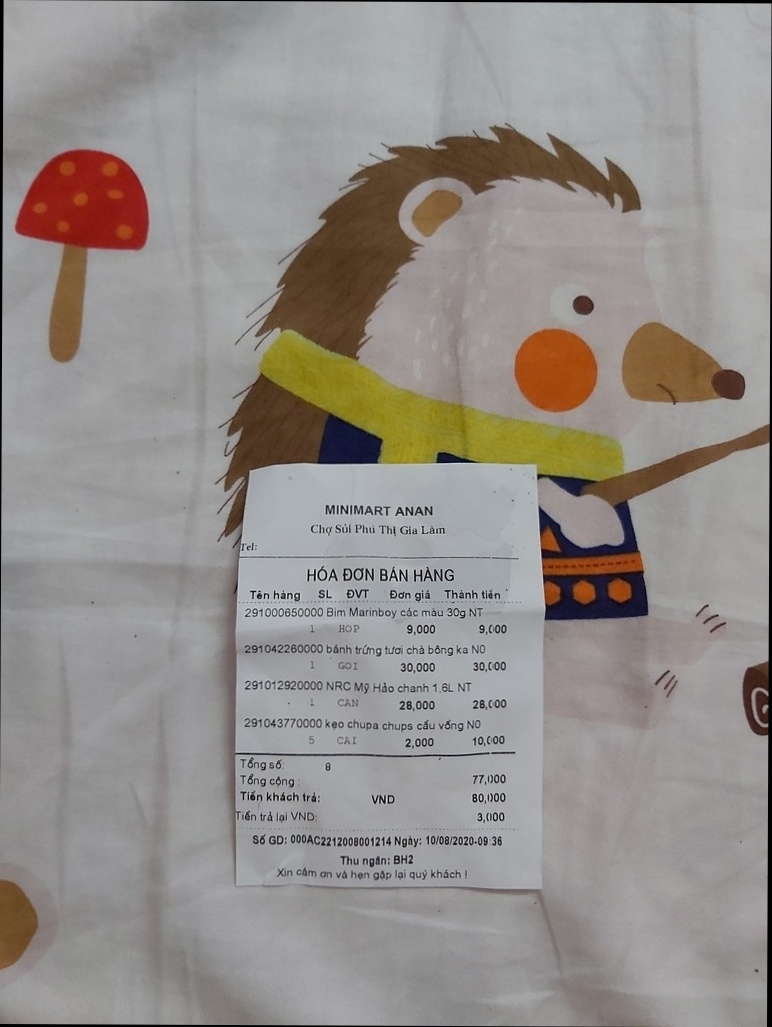 MINIMART ANAN
Chợ Sủi Phú Thị Gia Lâm
Tel:
HÓA ĐƠN BÁN HÀNG
Tên hàng SL ĐVT Đơn giá Thành tiền
291000650000 Bim Marinboy các màu 30g NT
1 HOP 9,000 9,000
291042260000 bánh trứng tươi chà bông ka N0
1 GOI 30,000 30,000
291012920000 NRC Mỹ Hảo chanh 1,6L NT
1 CAN 28,000 28,000
291043770000 kẹo chupa chups cầu vồng N0
5 CAI 2,000 10,000
Tổng số: 8
Tổng cộng : 77,000
Tiền khách trả: VND 80,000
Tiền trả lại VND: 3,000
Số GD: 000AC2212008001214 Ngày: 10/08/2020-09:36
Thu ngân: BH2
Xin cảm ơn và hẹn gặp lại quý khách !